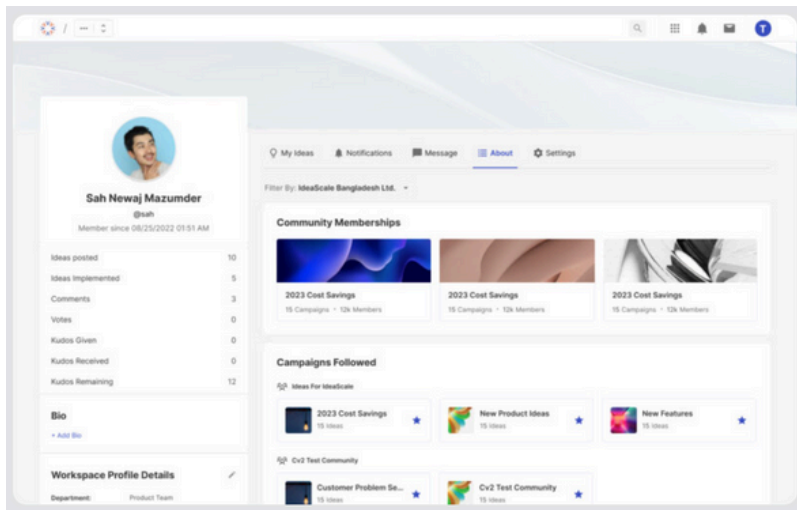 /
T
Sah Newaj Mazumder
@sah
Member since 08/25/2022 01:51 AM
Ideas posted 10
Ideas Implemented 5
Comments 3
Votes 0
Kudos Given 0
Kudos Received 0
Kudos Remaining 12
Bio
+ Add Bio
Workspace Profile Details
Department: Product Team
My Ideas Notifications Message About Settings
Filter By: IdeaScale Bangladesh Ltd.
Community Memberships
2023 Cost Savings
15 Campaigns • 12k Members
2023 Cost Savings
15 Campaigns • 12k Members
2023 Cost Savings
15 Campaigns • 12k Members
Campaigns Followed
Ideas For IdeaScale
2023 Cost Savings
15 Ideas
New Product Ideas
15 Ideas
New Features
15 Ideas
Cv2 Test Community
Customer Problem Se...
15 Ideas
Cv2 Test Community
15 Ideas